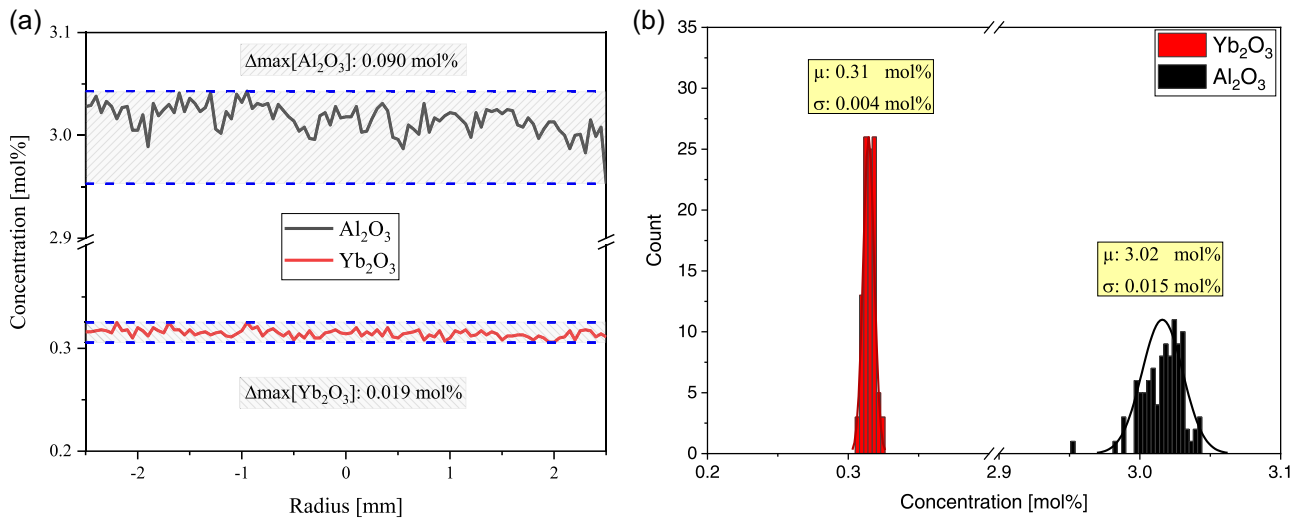 (a)
3.1
3.0
2.9
0.3
0.2
Concentration [mol%]
Δmax[Al₂O₃]: 0.090 mol%
Al₂O₃
Yb₂O₃
Δmax[Yb₂O₃]: 0.019 mol%
-2
-1
0
1
2
Radius [mm]
(b)
35
30
25
20
15
10
5
0
Count
µ: 0.31 mol%
σ: 0.004 mol%
Yb₂O₃
Al₂O₃
µ: 3.02 mol%
σ: 0.015 mol%
0.2
0.3
2.9
3.0
3.1
Concentration [mol%]